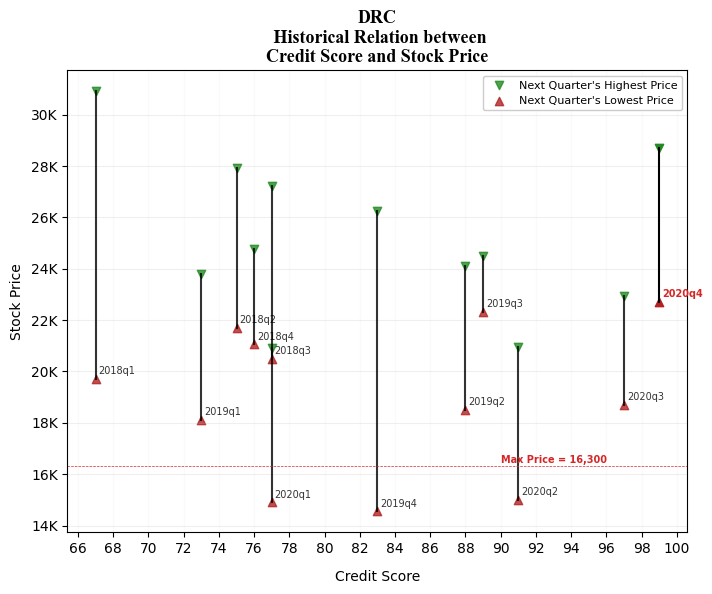 DRC
Historical Relation between
Credit Score and Stock Price
Next Quarter's Highest Price
Next Quarter's Lowest Price
Stock Price
30K
28K
26K
24K
22K
20K
18K
16K
14K
2018q1
2019q1
2018q2
2018q4
2018q3
2020q1
2019q4
2019q2
2019q3
2020q2
2020q3
2020q4
Max Price = 16,300
66 68 70 72 74 76 78 80 82 84 86 88 90 92 94 96 98 100
Credit Score